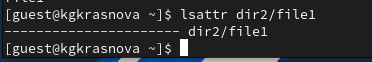 [guest@kgkrasnova ~]$ lsattr dir2/file1
---------------------- dir2/file1
[guest@kgkrasnova ~]$